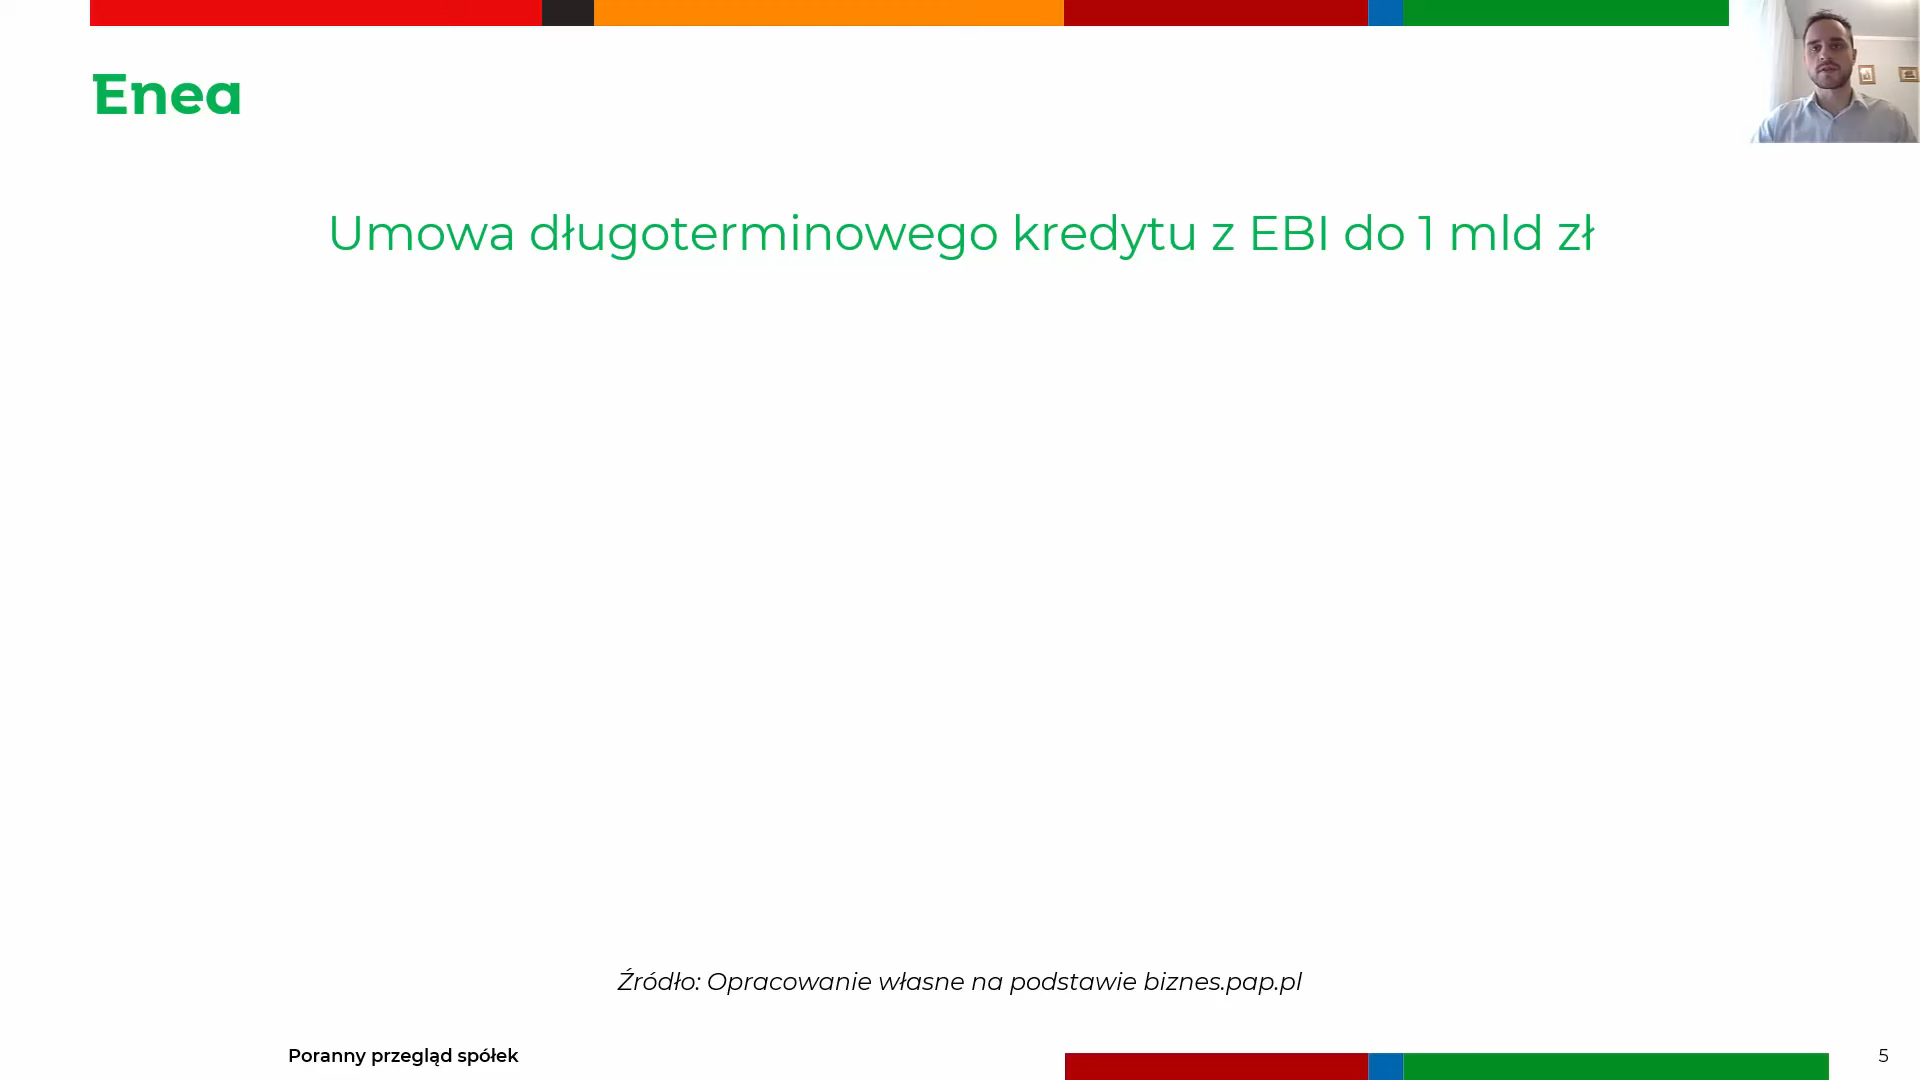 Enea
Umowa długoterminowego kredytu z EBI do 1 mld zł
Źródło: Opracowanie własne na podstawie biznes.pap.pl
Poranny przegląd spółek
5